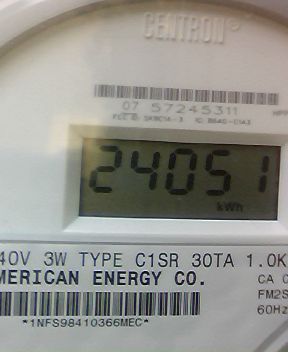 CENTRON®
07 57245311
24051
kWh
40V 3W TYPE C1SR 30TA 1.0K
MERICAN ENERGY CO.
CA 0
FM2S
60Hz
*1NFS98410366MEC*